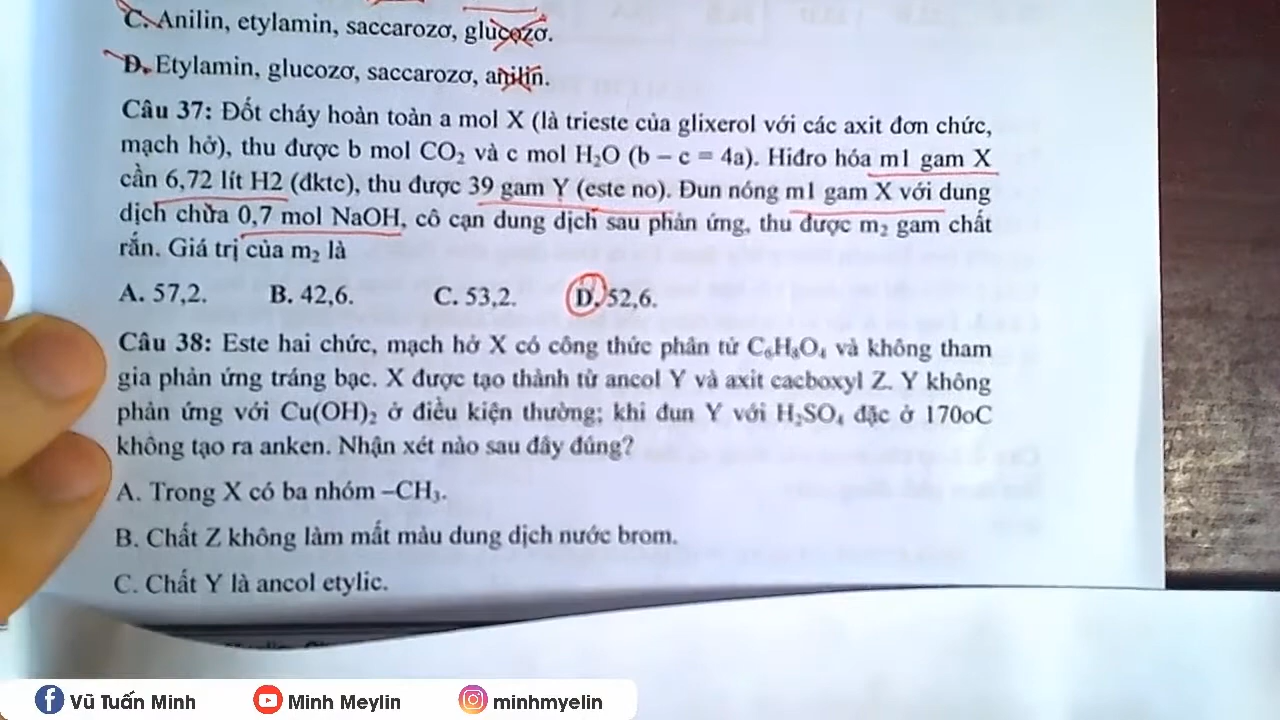 C. Anilin, etylamin, saccarozơ, glucozơ.
D. Etylamin, glucozơ, saccarozơ, anilin.
Câu 37: Đốt cháy hoàn toàn a mol X (là trieste của glixerol với các axit đơn chức,
mạch hở), thu được b mol CO₂ và c mol H₂O (b – c = 4a). Hiđro hóa m1 gam X
cần 6,72 lít H2 (đktc), thu được 39 gam Y (este no). Đun nóng m1 gam X với dung
dịch chứa 0,7 mol NaOH, cô cạn dung dịch sau phản ứng, thu được m₂ gam chất
rắn. Giá trị của m₂ là
A. 57,2. B. 42,6. C. 53,2. D. 52,6.
Câu 38: Este hai chức, mạch hở X có công thức phân tử C₆H₈O₄ và không tham
gia phản ứng tráng bạc. X được tạo thành từ ancol Y và axit cacboxyl Z. Y không
phản ứng với Cu(OH)₂ ở điều kiện thường; khi đun Y với H₂SO₄ đặc ở 170oC
không tạo ra anken. Nhận xét nào sau đây đúng?
A. Trong X có ba nhóm –CH₃.
B. Chất Z không làm mất màu dung dịch nước brom.
C. Chất Y là ancol etylic.
Vũ Tuấn Minh Minh Meylin minhmyelin